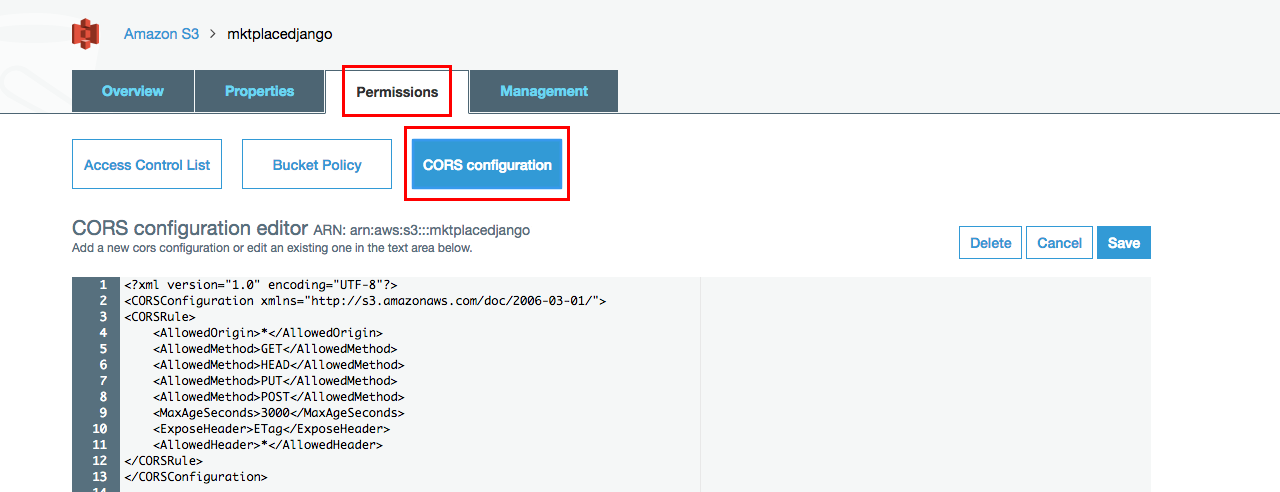 Amazon S3 > mktplacedjango
Overview Properties Permissions Management
Access Control List Bucket Policy CORS configuration
CORS configuration editor ARN: arn:aws:s3:::mktplacedjango
Add a new cors configuration or edit an existing one in the text area below.
Delete Cancel Save
1 <?xml version="1.0" encoding="UTF-8"?>
2 <CORSConfiguration xmlns="http://s3.amazonaws.com/doc/2006-03-01/">
3 <CORSRule>
4 <AllowedOrigin>*</AllowedOrigin>
5 <AllowedMethod>GET</AllowedMethod>
6 <AllowedMethod>HEAD</AllowedMethod>
7 <AllowedMethod>PUT</AllowedMethod>
8 <AllowedMethod>POST</AllowedMethod>
9 <MaxAgeSeconds>3000</MaxAgeSeconds>
10 <ExposeHeader>ETag</ExposeHeader>
11 <AllowedHeader>*</AllowedHeader>
12 </CORSRule>
13 </CORSConfiguration>
14